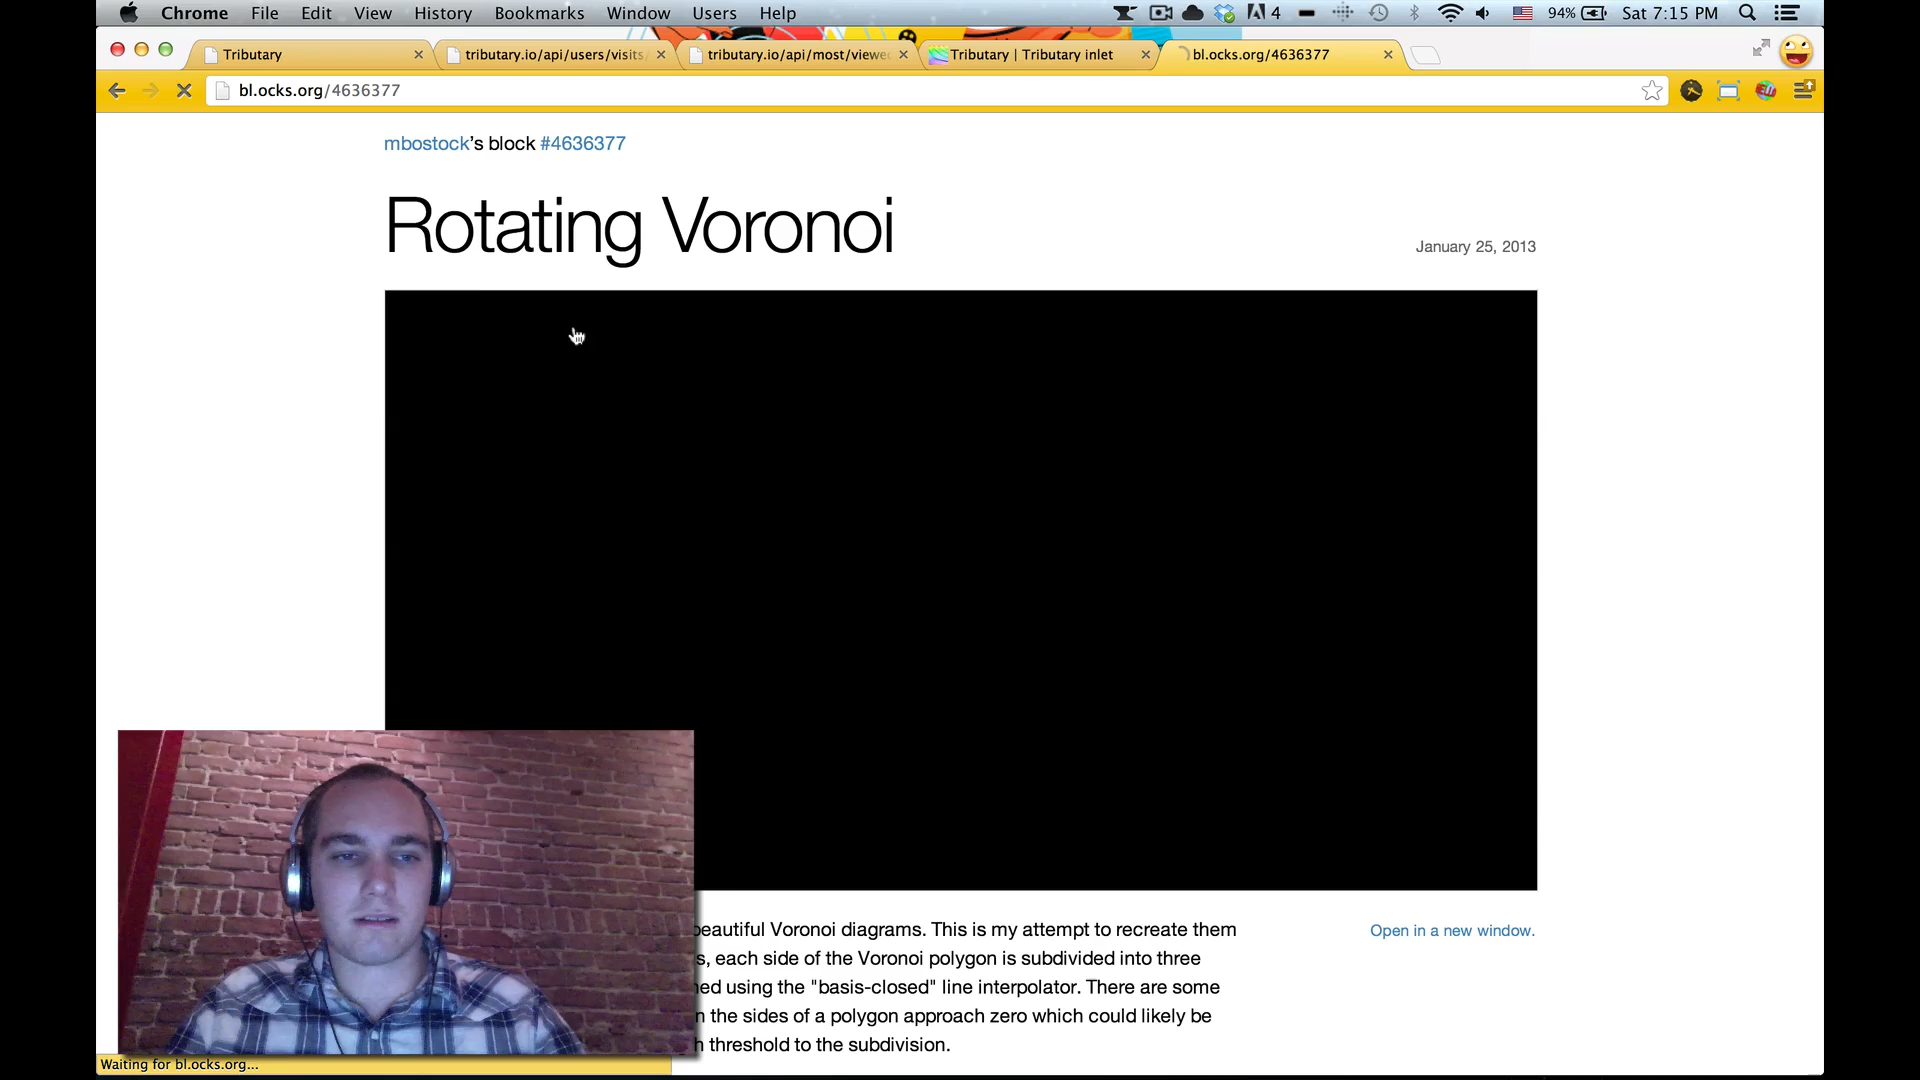 Chrome File Edit View History Bookmarks Window Users Help 4 94% Sat 7:15 PM
Tributary tributary.io/api/users/visits/ tributary.io/api/most/viewed Tributary | Tributary inlet bl.ocks.org/4636377
bl.ocks.org/4636377
mbostock's block #4636377
Rotating Voronoi
January 25, 2013
beautiful Voronoi diagrams. This is my attempt to recreate them
Open in a new window.
s, each side of the Voronoi polygon is subdivided into three
ned using the "basis-closed" line interpolator. There are some
n the sides of a polygon approach zero which could likely be
h threshold to the subdivision.
Waiting for bl.ocks.org...